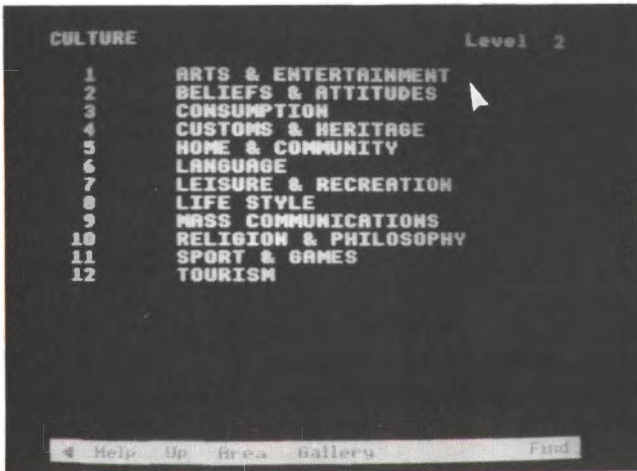 CULTURE Level 2
1 ARTS & ENTERTAINMENT
2 BELIEFS & ATTITUDES
3 CONSUMPTION
4 CUSTOMS & HERITAGE
5 HOME & COMMUNITY
6 LANGUAGE
7 LEISURE & RECREATION
8 LIFE STYLE
9 MASS COMMUNICATIONS
10 RELIGION & PHILOSOPHY
11 SPORT & GAMES
12 TOURISM
Help Up Area Gallery Find